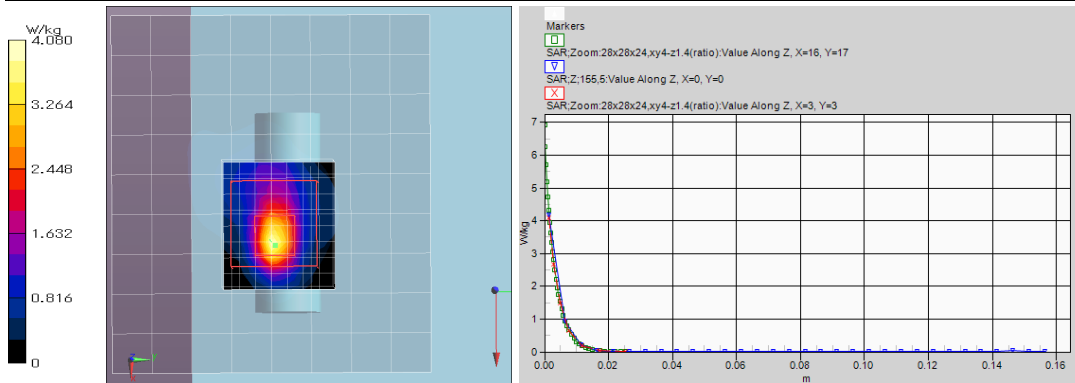 W/kg
4.080
3.264
2.448
1.632
0.816
0
Markers
SAR;Zoom:28x28x24,xy4-z1.4(ratio):Value Along Z, X=16, Y=17
SAR;Z;155,5:Value Along Z, X=0, Y=0
SAR;Zoom:28x28x24,xy4-z1.4(ratio):Value Along Z, X=3, Y=3
7
6
5
4
3
2
1
0
W/kg
0.00 0.02 0.04 0.06 0.08 0.10 0.12 0.14 0.16
m